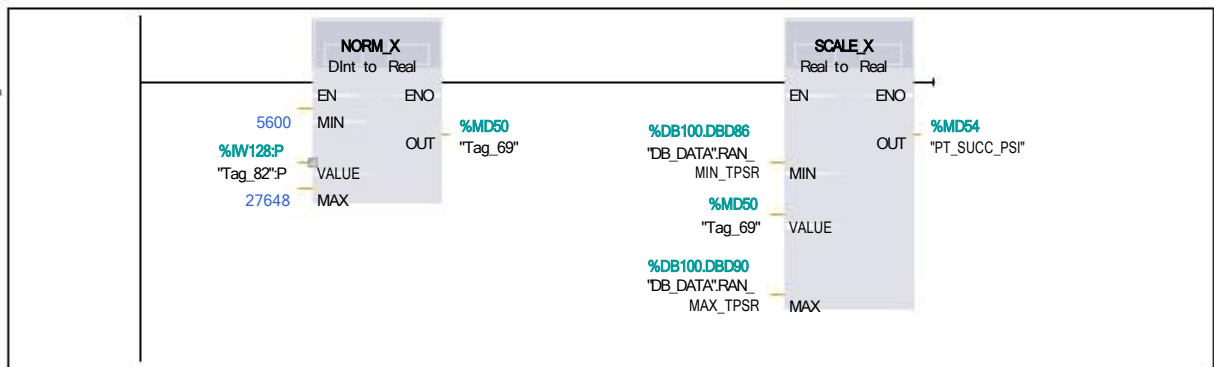 NORM_X
DInt to Real
EN ENO
5600 MIN
%MD50
OUT "Tag_69"
%IW128:P
"Tag_82":P VALUE
27648 MAX
SCALE_X
Real to Real
EN ENO
%DB100.DBD86
"DB_DATA".RAN_
MIN_TPSR MIN
%MD54
OUT "PT_SUCC_PSI"
%MD50
"Tag_69" VALUE
%DB100.DBD90
"DB_DATA".RAN_
MAX_TPSR MAX